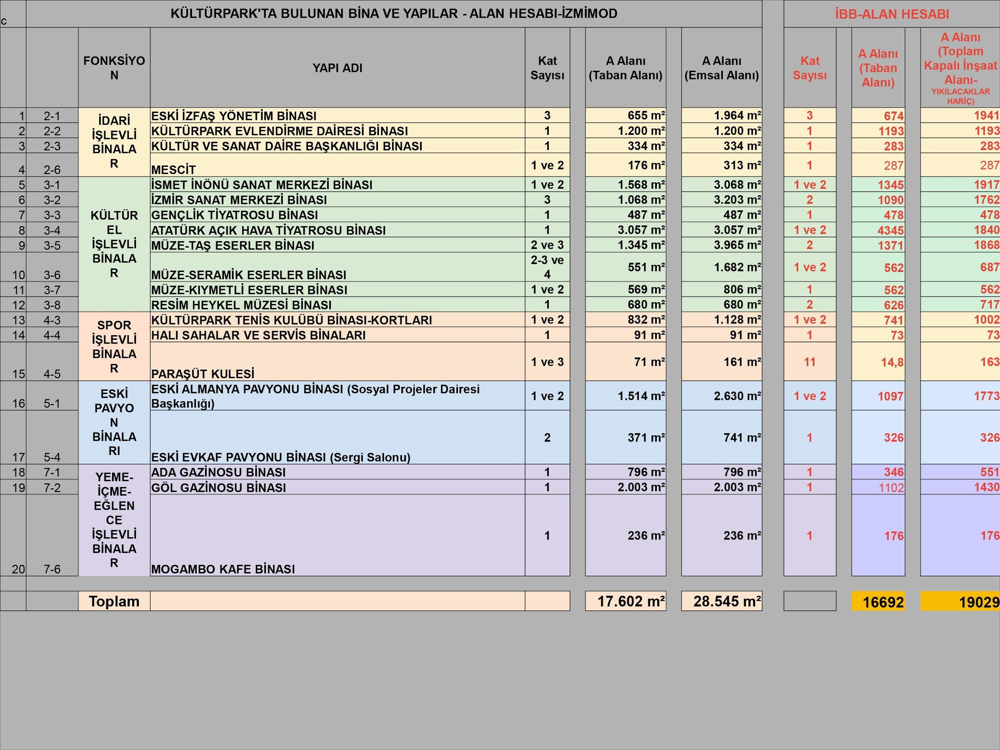 c KÜLTÜRPARK'TA BULUNAN BİNA VE YAPILAR - ALAN HESABI-İZMİMOD İBB-ALAN HESABI
FONKSİYO
N
YAPI ADI
Kat
Sayısı
A Alanı
(Taban Alanı)
A Alanı
(Emsal Alanı)
Kat
Sayısı
A Alanı
(Taban
Alanı)
A Alanı
(Toplam
Kapalı İnşaat
Alanı-
YIKILACAKLAR
HARİÇ)
İDARİ
İŞLEVLİ
BİNALA
R
1 2-1 ESKİ İZFAŞ YÖNETİM BİNASI 3 655 m² 1.964 m² 3 674 1941
2 2-2 KÜLTÜRPARK EVLENDİRME DAİRESİ BİNASI 1 1.200 m² 1.200 m² 1 1193 1193
3 2-3 KÜLTÜR VE SANAT DAİRE BAŞKANLIĞI BİNASI 1 334 m² 334 m² 1 283 283
4 2-6 MESCİT 1 ve 2 176 m² 313 m² 1 287 287
KÜLTÜR
EL
İŞLEVLİ
BİNALA
R
5 3-1 İSMET İNÖNÜ SANAT MERKEZİ BİNASI 1 ve 2 1.568 m² 3.068 m² 1 ve 2 1345 1917
6 3-2 İZMİR SANAT MERKEZİ BİNASI 3 1.068 m² 3.203 m² 2 1090 1762
7 3-3 GENÇLİK TİYATROSU BİNASI 1 487 m² 487 m² 1 478 478
8 3-4 ATATÜRK AÇIK HAVA TİYATROSU BİNASI 1 3.057 m² 3.057 m² 1 ve 2 4345 1840
9 3-5 MÜZE-TAŞ ESERLER BİNASI 2 ve 3 1.345 m² 3.965 m² 2 1371 1868
10 3-6 MÜZE-SERAMİK ESERLER BİNASI 2-3 ve
4 551 m² 1.682 m² 1 ve 2 562 687
11 3-7 MÜZE-KIYMETLİ ESERLER BİNASI 1 ve 2 569 m² 806 m² 1 562 562
12 3-8 RESİM HEYKEL MÜZESİ BİNASI 1 680 m² 680 m² 2 626 717
SPOR
İŞLEVLİ
BİNALA
R
13 4-3 KÜLTÜRPARK TENİS KULÜBÜ BİNASI-KORTLARI 1 ve 2 832 m² 1.128 m² 1 ve 2 741 1002
14 4-4 HALI SAHALAR VE SERVİS BİNALARI 1 91 m² 91 m² 1 73 73
15 4-5 PARAŞÜT KULESİ 1 ve 3 71 m² 161 m² 11 14,8 163
ESKİ
PAVYO
N
BİNALA
RI
16 5-1 ESKİ ALMANYA PAVYONU BİNASI (Sosyal Projeler Dairesi
Başkanlığı) 1 ve 2 1.514 m² 2.630 m² 1 ve 2 1097 1773
17 5-4 ESKİ EVKAF PAVYONU BİNASI (Sergi Salonu) 2 371 m² 741 m² 1 326 326
YEME-
İÇME-
EĞLEN
CE
İŞLEVLİ
BİNALA
R
18 7-1 ADA GAZİNOSU BİNASI 1 796 m² 796 m² 1 346 551
19 7-2 GÖL GAZİNOSU BİNASI 1 2.003 m² 2.003 m² 1 1102 1430
20 7-6 MOGAMBO KAFE BİNASI 1 236 m² 236 m² 1 176 176
Toplam 17.602 m² 28.545 m² 16692 19029